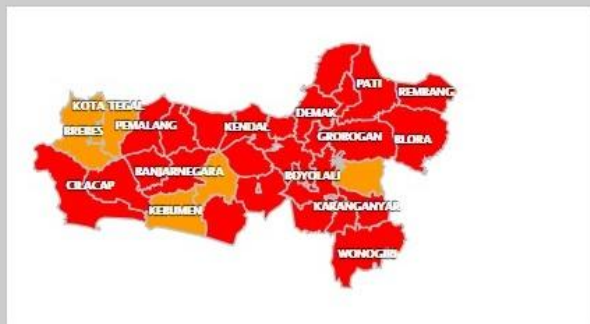 PATI
REMBANG
KOTA TEGAL
DEMAK
BREBES
PEMALANG
KENDAL
GROBOGAN
BLORA
BANJARNEGARA
BOYOLALI
CILACAP
KEBUMEN
KARANGANYAR
WONOGIRI